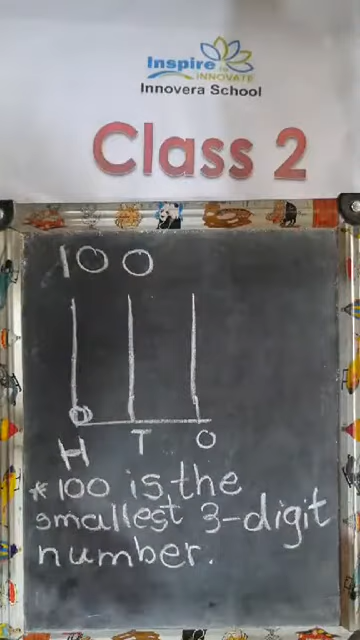 Inspire
INNOVATE
Innovera School
Class 2
100
H T O
*100 is the
smallest 3-digit
number.